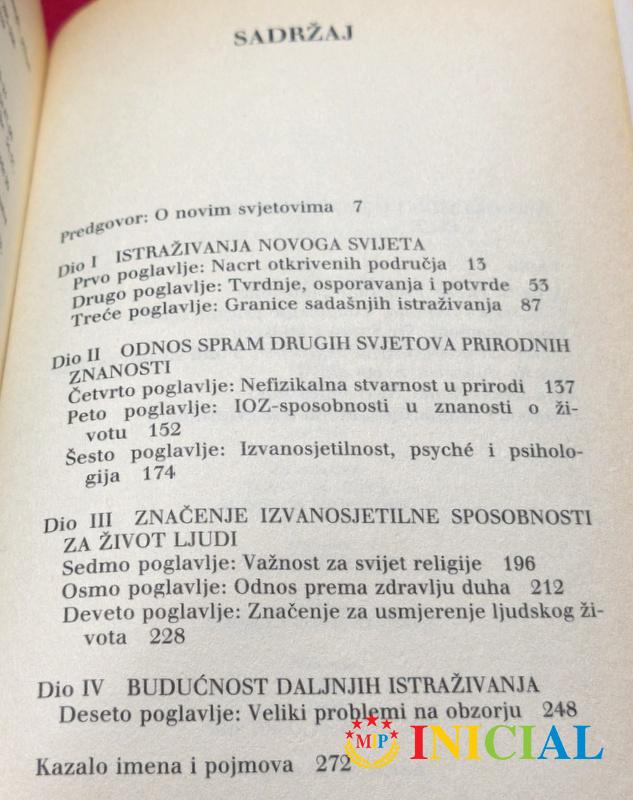 SADRŽAJ
Predgovor: O novim svjetovima 7
Dio I ISTRAŽIVANJA NOVOGA SVIJETA
Prvo poglavlje: Nacrt otkrivenih područja 13
Drugo poglavlje: Tvrdnje, osporavanja i potvrde 53
Treće poglavlje: Granice sadašnjih istraživanja 87
Dio II ODNOS SPRAM DRUGIH SVJETOVA PRIRODNIH
ZNANOSTI
Četvrto poglavlje: Nefizikalna stvarnost u prirodi 137
Peto poglavlje: IOZ-sposobnosti u znanosti o ži-
votu 152
Šesto poglavlje: Izvanosjetilnost, psyché i psiholo-
gija 174
Dio III ZNAČENJE IZVANOSJETILNE SPOSOBNOSTI
ZA ŽIVOT LJUDI
Sedmo poglavlje: Važnost za svijet religije 196
Osmo poglavlje: Odnos prema zdravlju duha 212
Deveto poglavlje: Značenje za usmjerenje ljudskog ži-
vota 228
Dio IV BUDUĆNOST DALJNJIH ISTRAŽIVANJA
Deseto poglavlje: Veliki problemi na obzorju 248
Kazalo imena i pojmova 272
MIP INICIAL